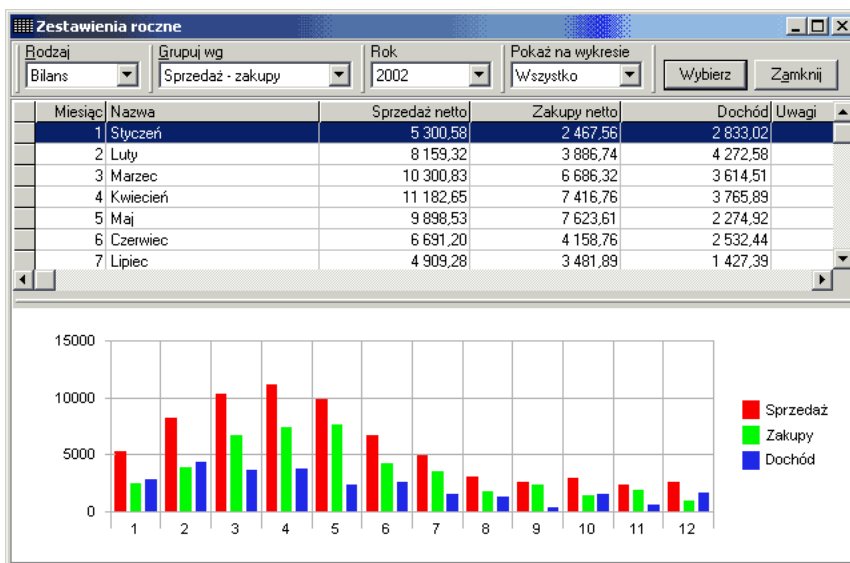 Zestawienia roczne
Rodzaj Grupuj wg Rok Pokaż na wykresie
Bilans Sprzedaż - zakupy 2002 Wszystko Wybierz Zamknij
Miesiąc Nazwa Sprzedaż netto Zakupy netto Dochód Uwagi
1 Styczeń 5 300,58 2 467,56 2 833,02
2 Luty 8 159,32 3 886,74 4 272,58
3 Marzec 10 300,83 6 686,32 3 614,51
4 Kwiecień 11 182,65 7 416,76 3 765,89
5 Maj 9 898,53 7 623,61 2 274,92
6 Czerwiec 6 691,20 4 158,76 2 532,44
7 Lipiec 4 909,28 3 481,89 1 427,39
15000
10000
5000
0
1 2 3 4 5 6 7 8 9 10 11 12
Sprzedaż
Zakupy
Dochód